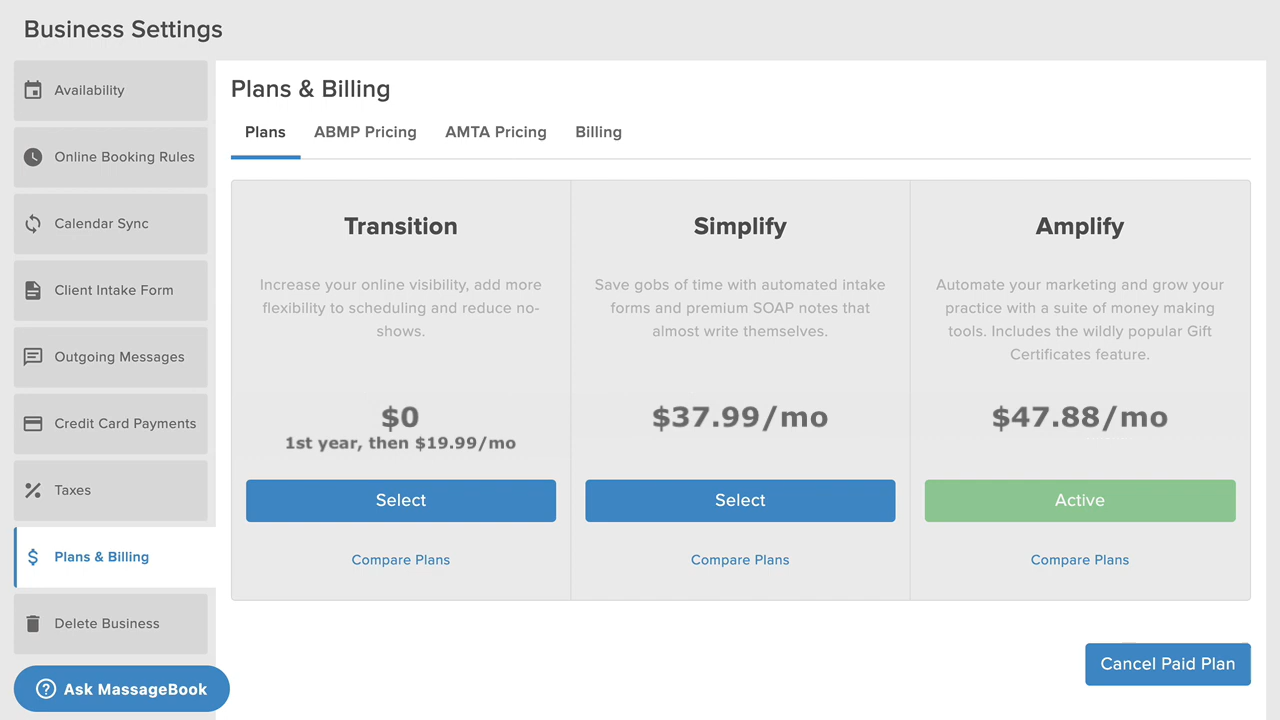 Business Settings
Availability
Online Booking Rules
Calendar Sync
Client Intake Form
Outgoing Messages
Credit Card Payments
Taxes
Plans & Billing
Delete Business
Ask MassageBook
Plans & Billing
Plans ABMP Pricing AMTA Pricing Billing
Transition
Increase your online visibility, add more
flexibility to scheduling and reduce no-
shows.
$0
1st year, then $19.99/mo
Select
Compare Plans
Simplify
Save gobs of time with automated intake
forms and premium SOAP notes that
almost write themselves.
$37.99/mo
Select
Compare Plans
Amplify
Automate your marketing and grow your
practice with a suite of money making
tools. Includes the wildly popular Gift
Certificates feature.
$47.88/mo
Active
Compare Plans
Cancel Paid Plan